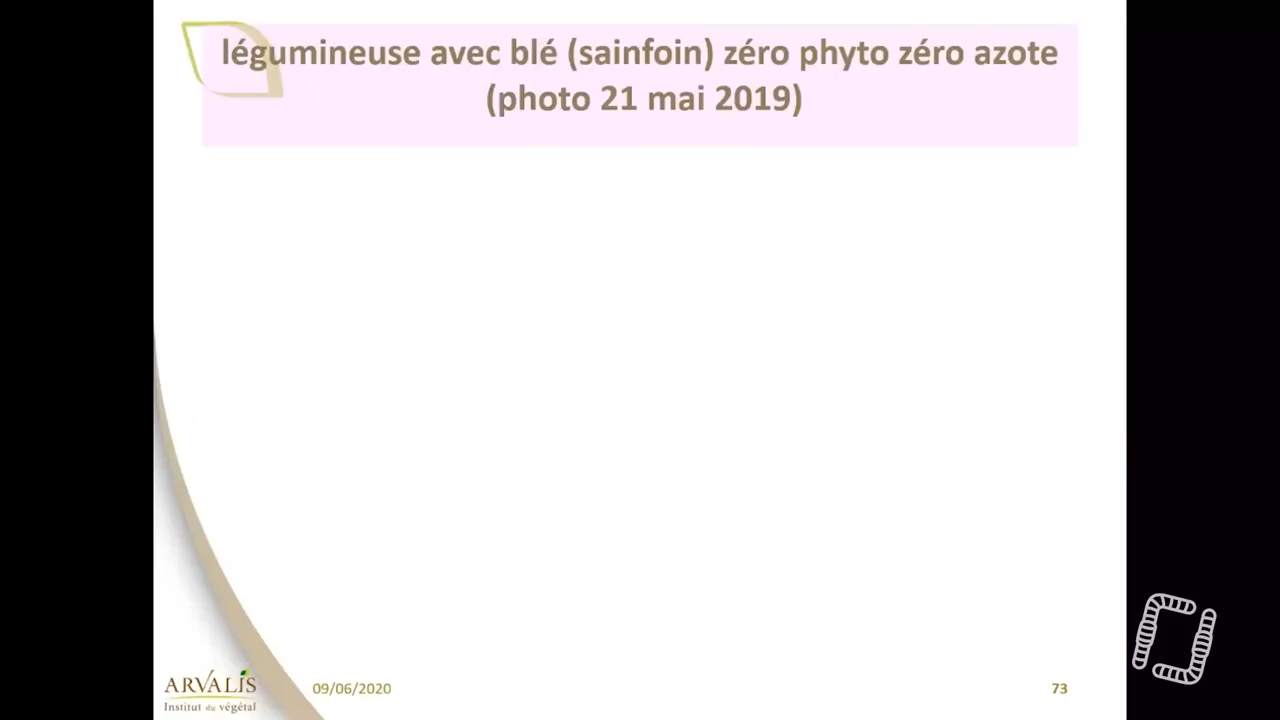 légumineuse avec blé (sainfoin) zéro phyto zéro azote
(photo 21 mai 2019)
ARVALIS
Institut du végétal
09/06/2020
73